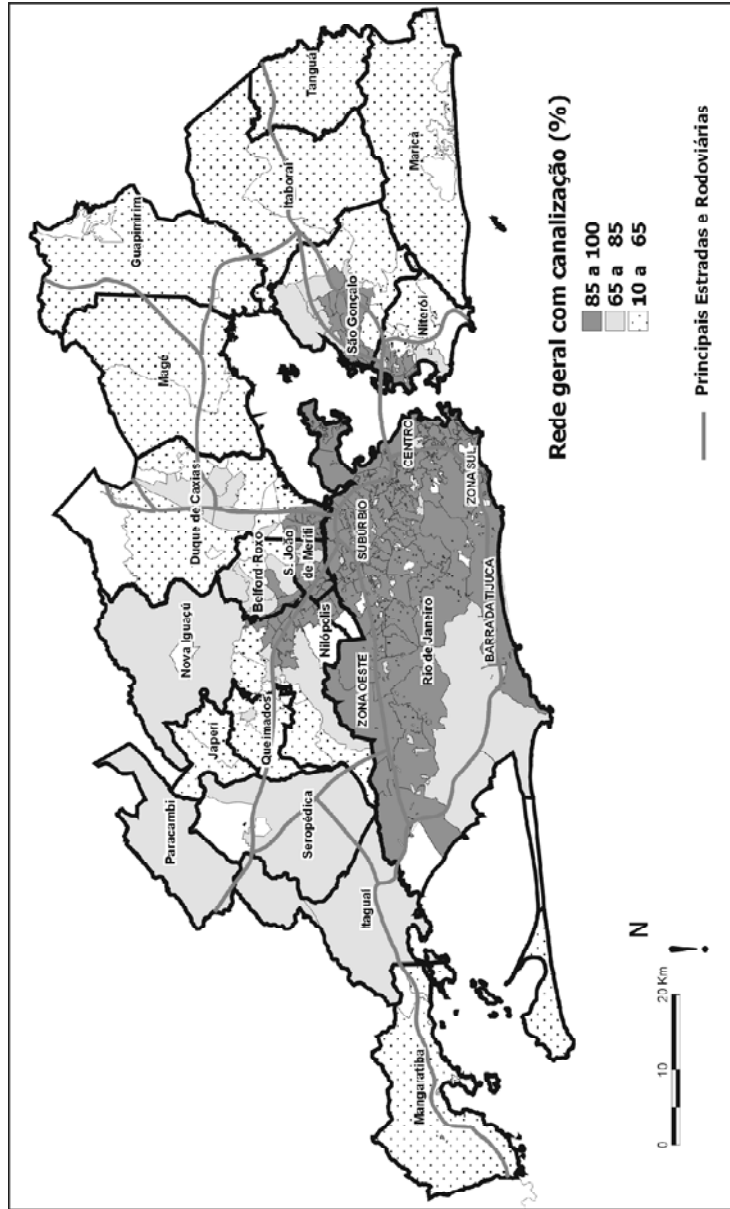 Paracambi
Japeri
Nova Iguaçú
Queimados
Seropédica
Itaguaí
Mangaratiba
Duque de Caxias
Belford Roxo
S. João
de Meriti
Nilópolis
Magé
Guapimirim
Itaboraí
Tanguá
São Gonçalo
Niterói
Maricá
ZONA OESTE
SUBÚRBIO
CENTRO
Rio de Janeiro
ZONA SUL
BARRA DA TIJUCA
Rede geral com canalização (%)
85 a 100
65 a 85
10 a 65
Principais Estradas e Rodoviárias
N
0 10 20 Km